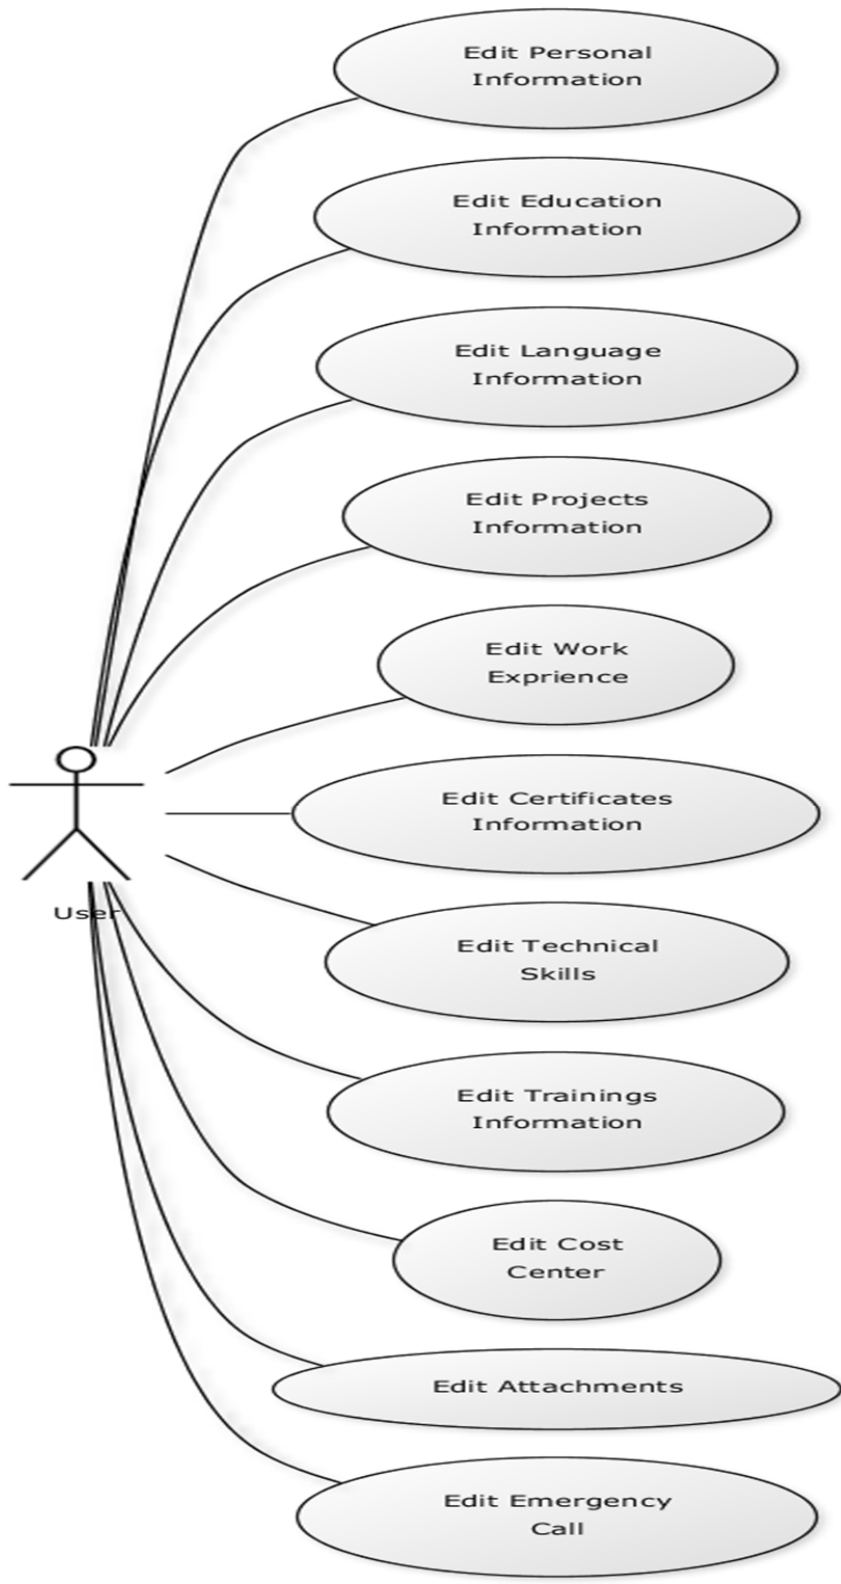 Edit Personal
Information
Edit Education
Information
Edit Language
Information
Edit Projects
Information
Edit Work
Exprience
Edit Certificates
Information
Edit Technical
Skills
User
Edit Trainings
Information
Edit Cost
Center
Edit Attachments
Edit Emergency
Call